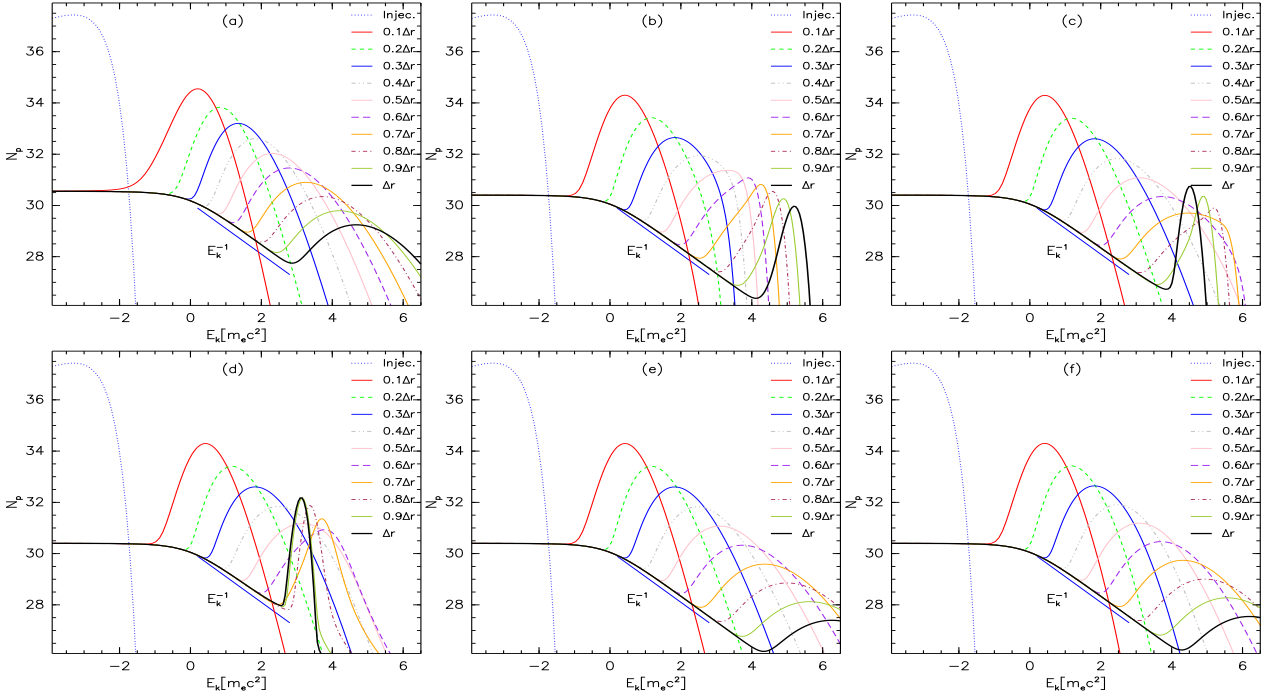 (a)
Injec.
0.1Δr
0.2Δr
0.3Δr
0.4Δr
0.5Δr
0.6Δr
0.7Δr
0.8Δr
0.9Δr
Δr
E_k^-1
N_p
36
34
32
30
28
−2
0
2
4
6
E_k[m_ec^2]
(b)
Injec.
0.1Δr
0.2Δr
0.3Δr
0.4Δr
0.5Δr
0.6Δr
0.7Δr
0.8Δr
0.9Δr
Δr
E_k^-1
N_p
36
34
32
30
28
−2
0
2
4
6
E_k[m_ec^2]
(c)
Injec.
0.1Δr
0.2Δr
0.3Δr
0.4Δr
0.5Δr
0.6Δr
0.7Δr
0.8Δr
0.9Δr
Δr
E_k^-1
N_p
36
34
32
30
28
−2
0
2
4
6
E_k[m_ec^2]
(d)
Injec.
0.1Δr
0.2Δr
0.3Δr
0.4Δr
0.5Δr
0.6Δr
0.7Δr
0.8Δr
0.9Δr
Δr
E_k^-1
N_p
36
34
32
30
28
−2
0
2
4
6
E_k[m_ec^2]
(e)
Injec.
0.1Δr
0.2Δr
0.3Δr
0.4Δr
0.5Δr
0.6Δr
0.7Δr
0.8Δr
0.9Δr
Δr
E_k^-1
N_p
36
34
32
30
28
−2
0
2
4
6
E_k[m_ec^2]
(f)
Injec.
0.1Δr
0.2Δr
0.3Δr
0.4Δr
0.5Δr
0.6Δr
0.7Δr
0.8Δr
0.9Δr
Δr
E_k^-1
N_p
36
34
32
30
28
−2
0
2
4
6
E_k[m_ec^2]